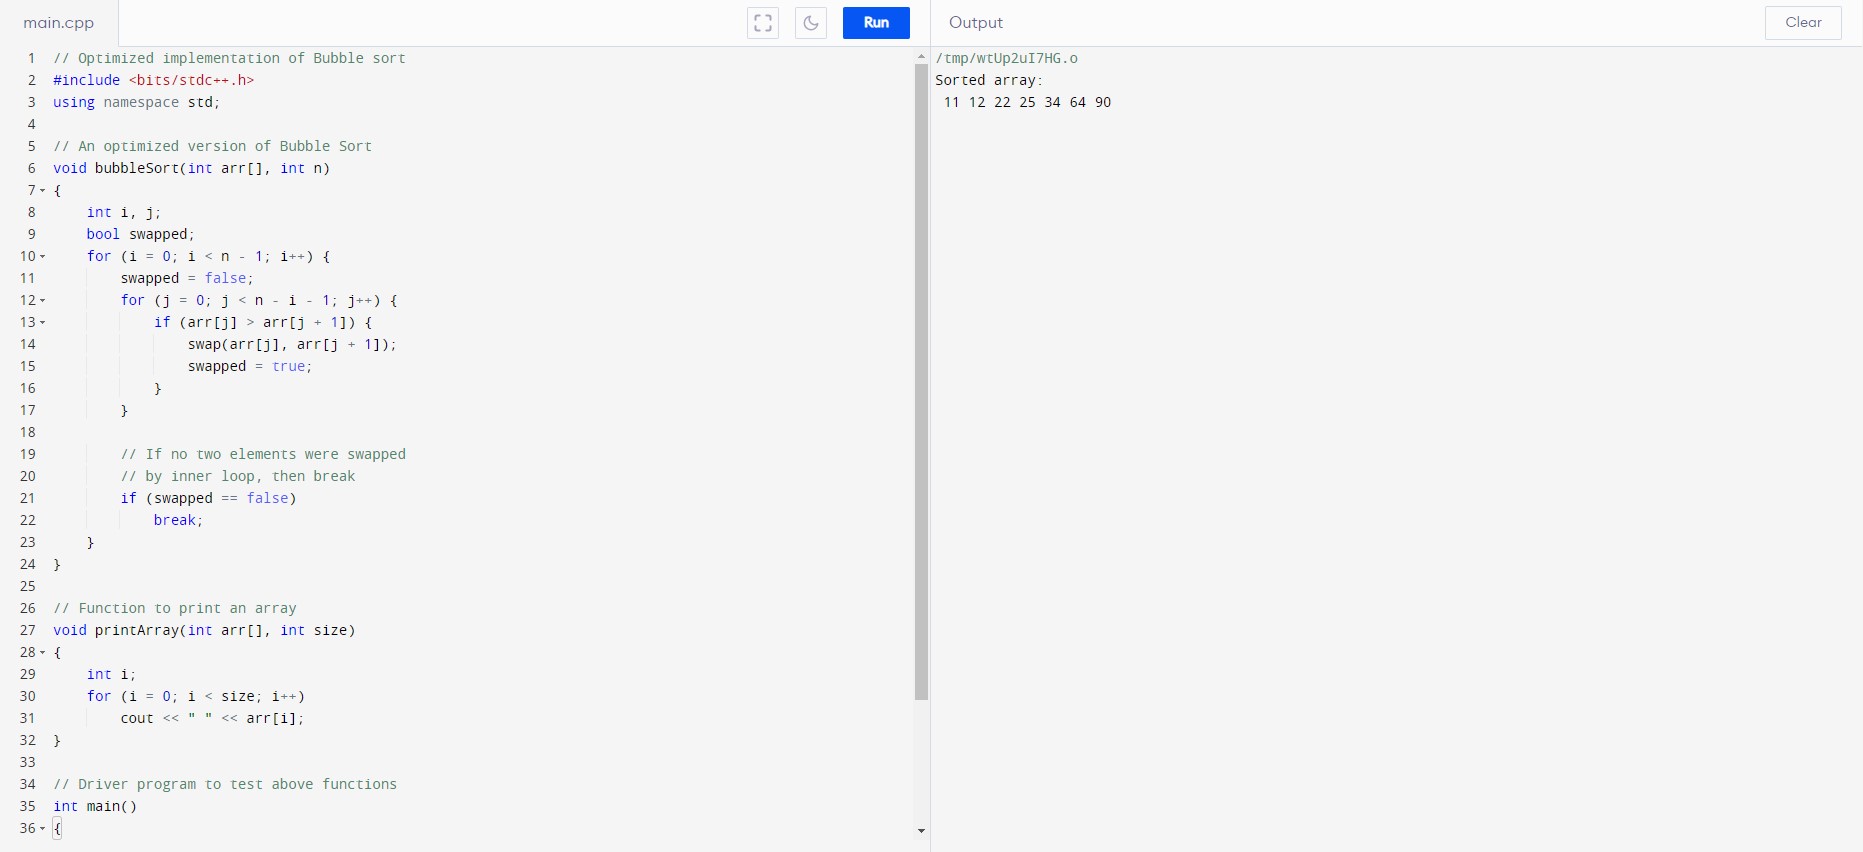 main.cpp
Run
Output
Clear
1 // Optimized implementation of Bubble sort
2 #include <bits/stdc++.h>
3 using namespace std;
4
5 // An optimized version of Bubble Sort
6 void bubbleSort(int arr[], int n)
7 {
8     int i, j;
9     bool swapped;
10     for (i = 0; i < n - 1; i++) {
11         swapped = false;
12         for (j = 0; j < n - i - 1; j++) {
13             if (arr[j] > arr[j + 1]) {
14                 swap(arr[j], arr[j + 1]);
15                 swapped = true;
16             }
17         }
18
19         // If no two elements were swapped
20         // by inner loop, then break
21         if (swapped == false)
22             break;
23     }
24 }
25
26 // Function to print an array
27 void printArray(int arr[], int size)
28 {
29     int i;
30     for (i = 0; i < size; i++)
31         cout << " " << arr[i];
32 }
33
34 // Driver program to test above functions
35 int main()
36 {
/tmp/wtUp2uI7HG.o
Sorted array:
 11 12 22 25 34 64 90